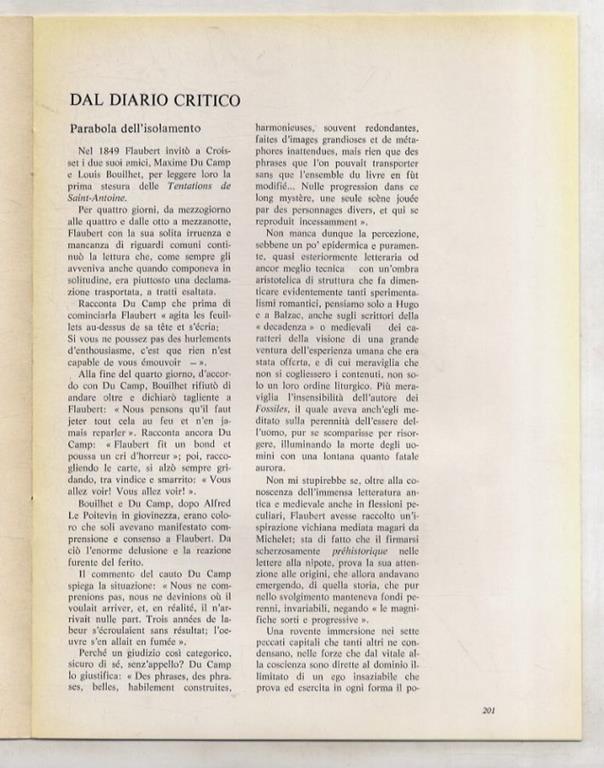 DAL DIARIO CRITICO
Parabola dell'isolamento
Nel 1849 Flaubert invitò a Crois-
set i due suoi amici, Maxime Du Camp
e Louis Bouilhet, per leggere loro la
prima stesura delle Tentations de
Saint-Antoine.
Per quattro giorni, da mezzogiorno
alle quattro e dalle otto a mezzanotte,
Flaubert con la sua solita irruenza e
mancanza di riguardi comuni conti-
nuò la lettura che, come sempre gli
avveniva anche quando componeva in
solitudine, era piuttosto una declama-
zione trasportata, a tratti esaltata.
Racconta Du Camp che prima di
cominciarla Flaubert « agita les feuil-
lets au-dessus de sa tête et s'écria:
Si vous ne poussez pas des hurlements
d'enthousiasme, c'est que rien n'est
capable de vous émouvoir —».
Alla fine del quarto giorno, d'accor-
do con Du Camp, Bouilhet rifiutò di
andare oltre e dichiarò tagliente a
Flaubert: « Nous pensons qu'il faut
jeter tout cela au feu et n'en ja-
mais reparler ». Racconta ancora Du
Camp: « Flaubert fit un bond et
poussa un cri d'horreur »; poi, racco-
gliendo le carte, si alzò sempre gri-
dando, tra vindice e smarrito: « Vous
allez voir! Vous allez voir! ».
Bouilhet e Du Camp, dopo Alfred
Le Poitevin in giovinezza, erano colo-
ro che soli avevano manifestato com-
prensione e consenso a Flaubert. Da
ciò l'enorme delusione e la reazione
furente del ferito.
Il commento del cauto Du Camp
spiega la situazione: « Nous ne com-
prenions pas, nous ne devinions où il
voulait arriver, et, en réalité, il n'ar-
rivait nulle part. Trois années de la-
beur s'écroulaient sans résultat; l'oe-
uvre s'en allait en fumée ».
Perché un giudizio così categorico,
sicuro di sé, senz'appello? Du Camp
lo giustifica: « Des phrases, des phra-
ses, belles, habilement construites,
harmonieuses, souvent redondantes,
faites d'images grandioses et de méta-
phores inattendues, mais rien que des
phrases que l'on pouvait transporter
sans que l'ensemble du livre en fût
modifié... Nulle progression dans ce
long mystère, une seule scène jouée
par des personnages divers, et qui se
reproduit incessamment ».
Non manca dunque la percezione,
sebbene un po' epidermica e puramen-
te, quasi esteriormente letteraria od
ancor meglio tecnica con un'ombra
aristotelica di struttura che fa dimen-
ticare evidentemente tanti sperimenta-
lismi romantici, pensiamo solo a Hugo
e a Balzac, anche sugli scrittori della
« decadenza » o medievali dei ca-
ratteri della visione di una grande
ventura dell'esperienza umana che era
stata offerta, e di cui meraviglia che
non si cogliessero i contenuti, non so-
lo un loro ordine liturgico. Più mera-
viglia l'insensibilità dell'autore dei
Fossiles, il quale aveva anch'egli me-
ditato sulla perennità dell'essere del-
l'uomo, pur se scomparisse per risor-
gere, illuminando la morte degli uo-
mini con una lontana quanto fatale
aurora.
Non mi stupirebbe se, oltre alla co-
noscenza dell'immensa letteratura an-
tica e medievale anche in flessioni pe-
culiari, Flaubert avesse raccolto un'i-
spirazione vichiana mediata magari da
Michelet; sta di fatto che il firmarsi
scherzosamente préhistorique nelle
lettere alla nipote, prova la sua atten-
zione alle origini, che allora andavano
emergendo, di quella storia, che pur
nello svolgimento manteneva fondi pe-
renni, invariabili, negando « le magni-
fiche sorti e progressive ».
Una rovente immersione nei sette
peccati capitali che tanti altri ne con-
densano, nelle forze che dal vitale al-
la coscienza sono dirette al dominio il-
limitato di un ego insaziabile che
prova ed esercita in ogni forma il po-
201